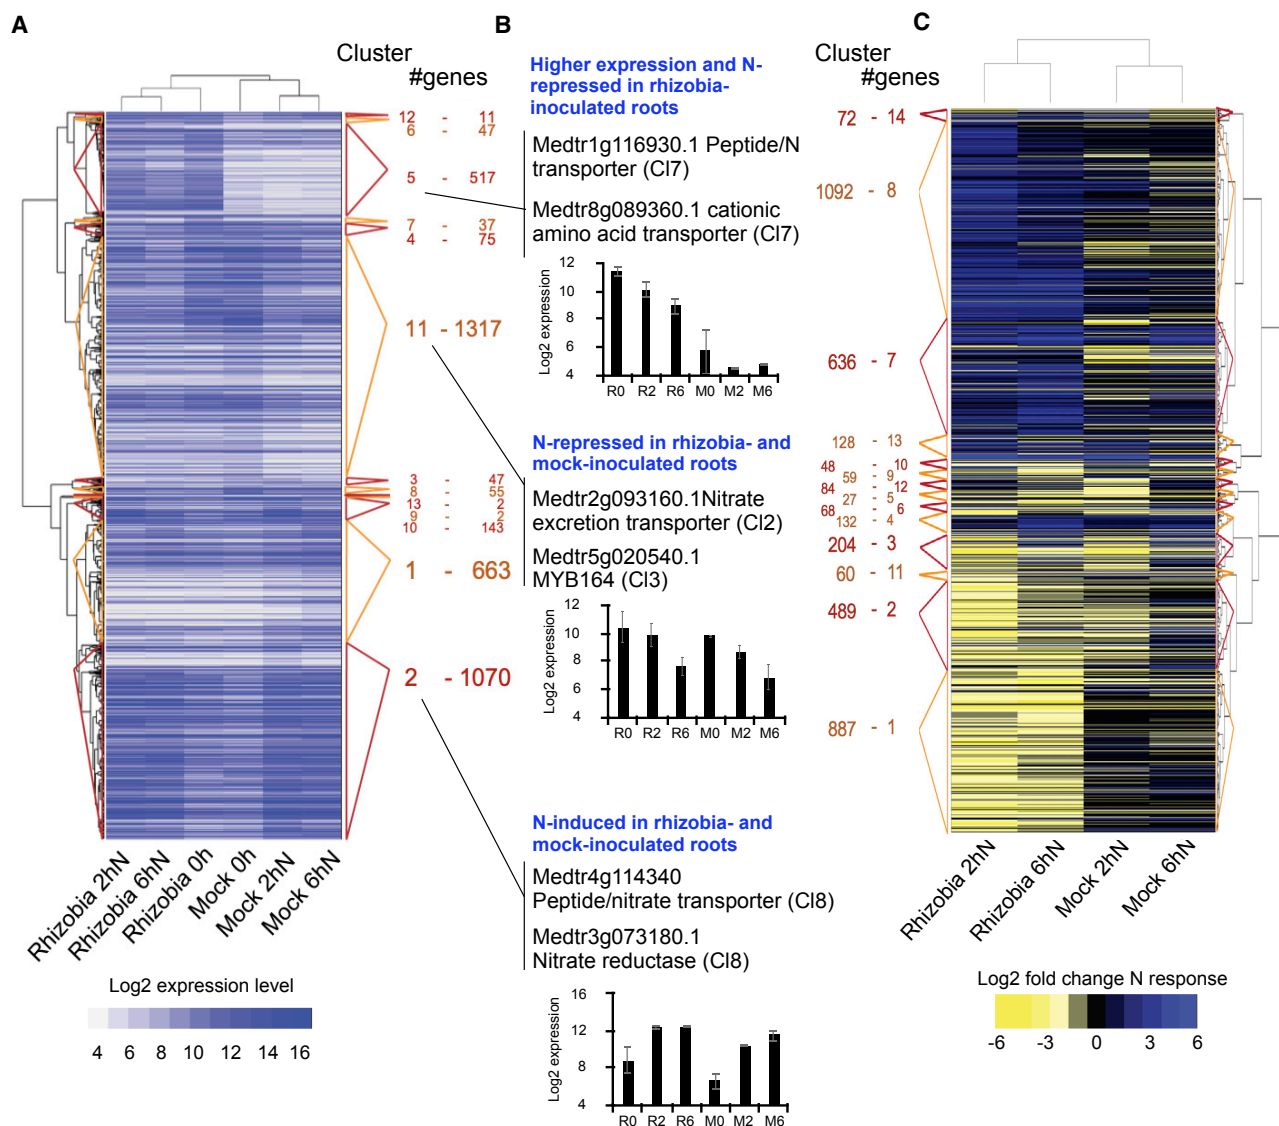 A
Cluster
#genes
12 - 11
6 - 47
5 - 517
7 - 37
4 - 75
11 - 1317
3 - 47
8 - 55
13 - 2
9 - 2
10 - 143
1 - 663
2 - 1070
Rhizobia 2hN
Rhizobia 6hN
Rhizobia 0h
Mock 0h
Mock 2hN
Mock 6hN
Log2 expression level
4 6 8 10 12 14 16
B
Higher expression and N-
repressed in rhizobia-
inoculated roots
Medtr1g116930.1 Peptide/N
transporter (Cl7)
Medtr8g089360.1 cationic
amino acid transporter (Cl7)
Log2 expression
12
10
8
6
4
R0 R2 R6 M0 M2 M6
N-repressed in rhizobia- and
mock-inoculated roots
Medtr2g093160.1Nitrate
excretion transporter (Cl2)
Medtr5g020540.1
MYB164 (Cl3)
Log2 expression
12
10
8
6
4
R0 R2 R6 M0 M2 M6
N-induced in rhizobia- and
mock-inoculated roots
Medtr4g114340
Peptide/nitrate transporter (Cl8)
Medtr3g073180.1
Nitrate reductase (Cl8)
Log2 expression
16
12
8
4
R0 R2 R6 M0 M2 M6
C
Cluster
#genes
72 - 14
1092 - 8
636 - 7
128 - 13
48 - 10
59 - 9
84 - 12
27 - 5
68 - 6
132 - 4
204 - 3
60 - 11
489 - 2
887 - 1
Rhizobia 2hN
Rhizobia 6hN
Mock 2hN
Mock 6hN
Log2 fold change N response
-6 -3 0 3 6